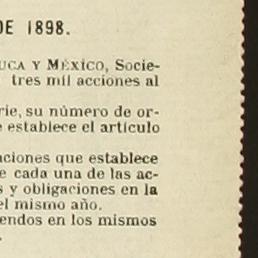 DE 1898.
UCA Y MÉXICO, Socie-
tres mil acciones al
rie, su número de or-
establece el artículo
aciones que establece
e cada una de las ac-
s y obligaciones en la
el mismo año.
endos en los mismos